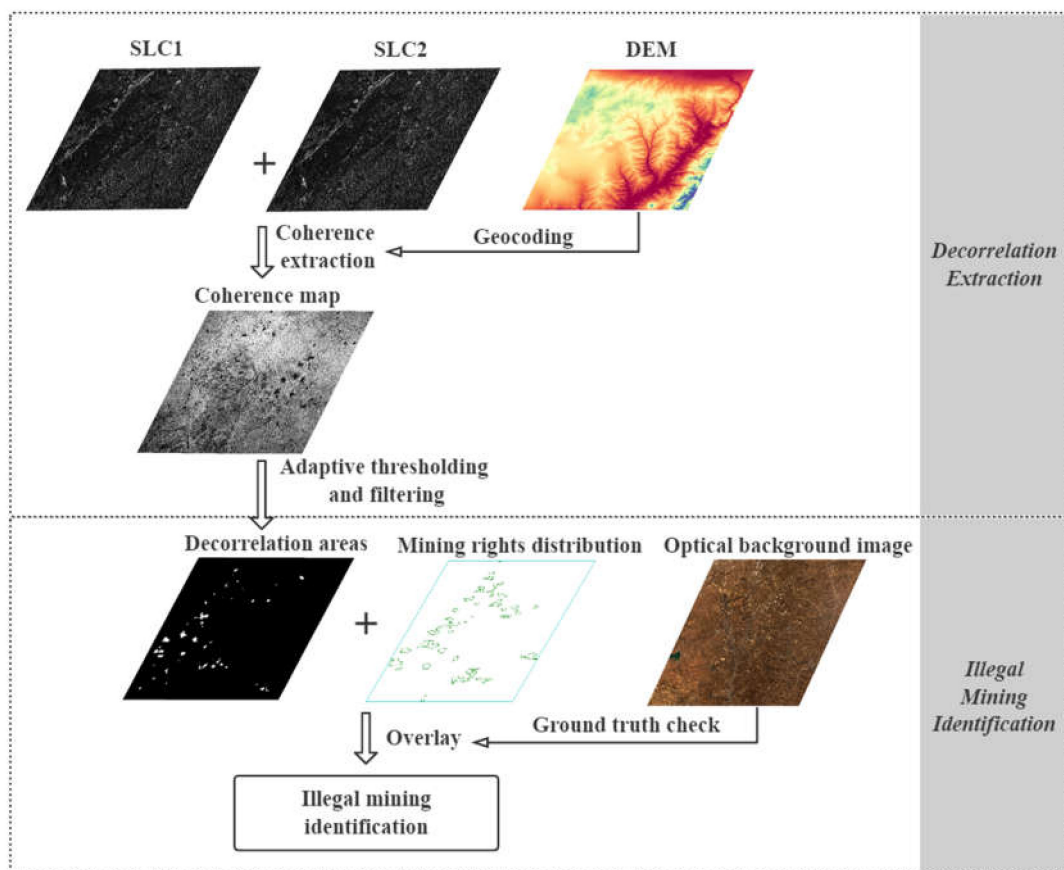 SLC1
SLC2
DEM
Coherence
extraction
Geocoding
Coherence map
Adaptive thresholding
and filtering
Decorrelation
Extraction
Decorrelation areas
Mining rights distribution
Optical background image
Overlay
Ground truth check
Illegal mining
identification
Illegal
Mining
Identification